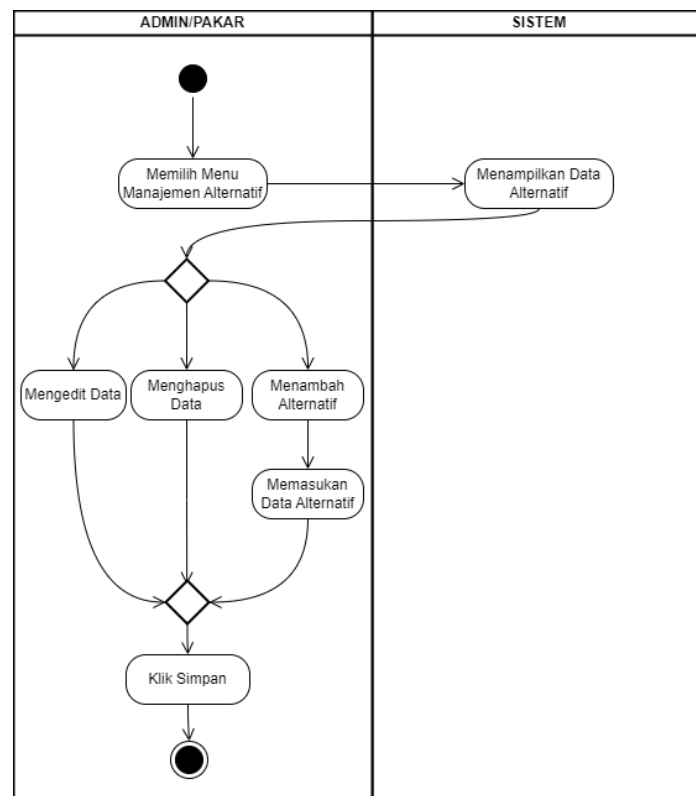 ADMIN/PAKAR
SISTEM
Memilih Menu
Manajemen Alternatif
Menampilkan Data
Alternatif
Mengedit Data
Menghapus
Data
Menambah
Alternatif
Memasukan
Data Alternatif
Klik Simpan